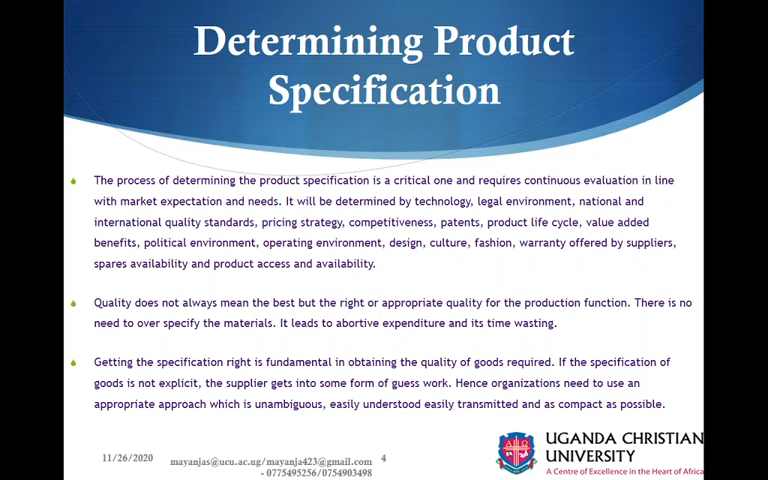 Determining Product
Specification
The process of determining the product specification is a critical one and requires continuous evaluation in line
with market expectation and needs. It will be determined by technology, legal environment, national and
international quality standards, pricing strategy, competitiveness, patents, product life cycle, value added
benefits, political environment, operating environment, design, culture, fashion, warranty offered by suppliers,
spares availability and product access and availability.
Quality does not always mean the best but the right or appropriate quality for the production function. There is no
need to over specify the materials. It leads to abortive expenditure and its time wasting.
Getting the specification right is fundamental in obtaining the quality of goods required. If the specification of
goods is not explicit, the supplier gets into some form of guess work. Hence organizations need to use an
appropriate approach which is unambiguous, easily understood easily transmitted and as compact as possible.
11/26/2020
mayanjas@ucu.ac.ug/mayanja423@gmail.com
- 0775495256/0754903498
4
UGANDA CHRISTIAN
UNIVERSITY
A Centre of Excellence in the Heart of Africa